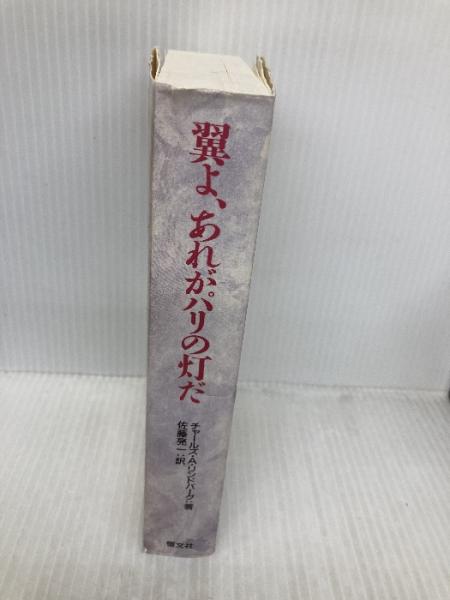 翼よ、あれがパリの灯だ
チャールズ・A・リンドバーグ:著
佐藤亮一:訳
恒文社